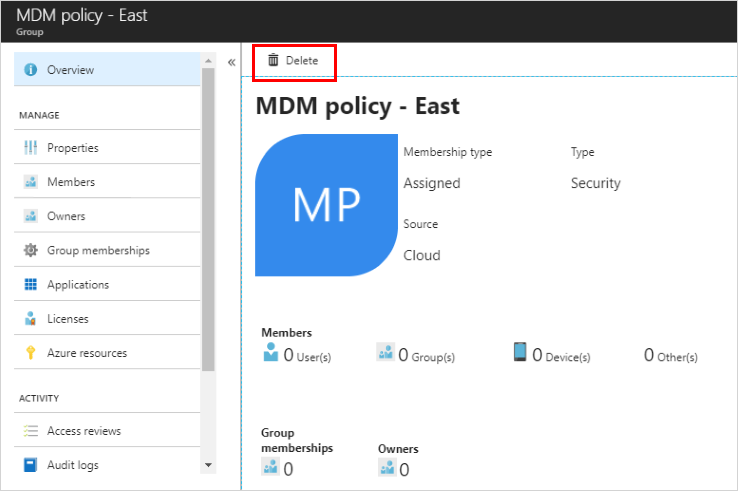 MDM policy - East
Group
Overview
MANAGE
Properties
Members
Owners
Group memberships
Applications
Licenses
Azure resources
ACTIVITY
Access reviews
Audit logs
«
Delete
MDM policy - East
MP
Membership type
Type
Assigned
Security
Source
Cloud
Members
0 User(s)
0 Group(s)
0 Device(s)
0 Other(s)
Group
memberships
0
Owners
0